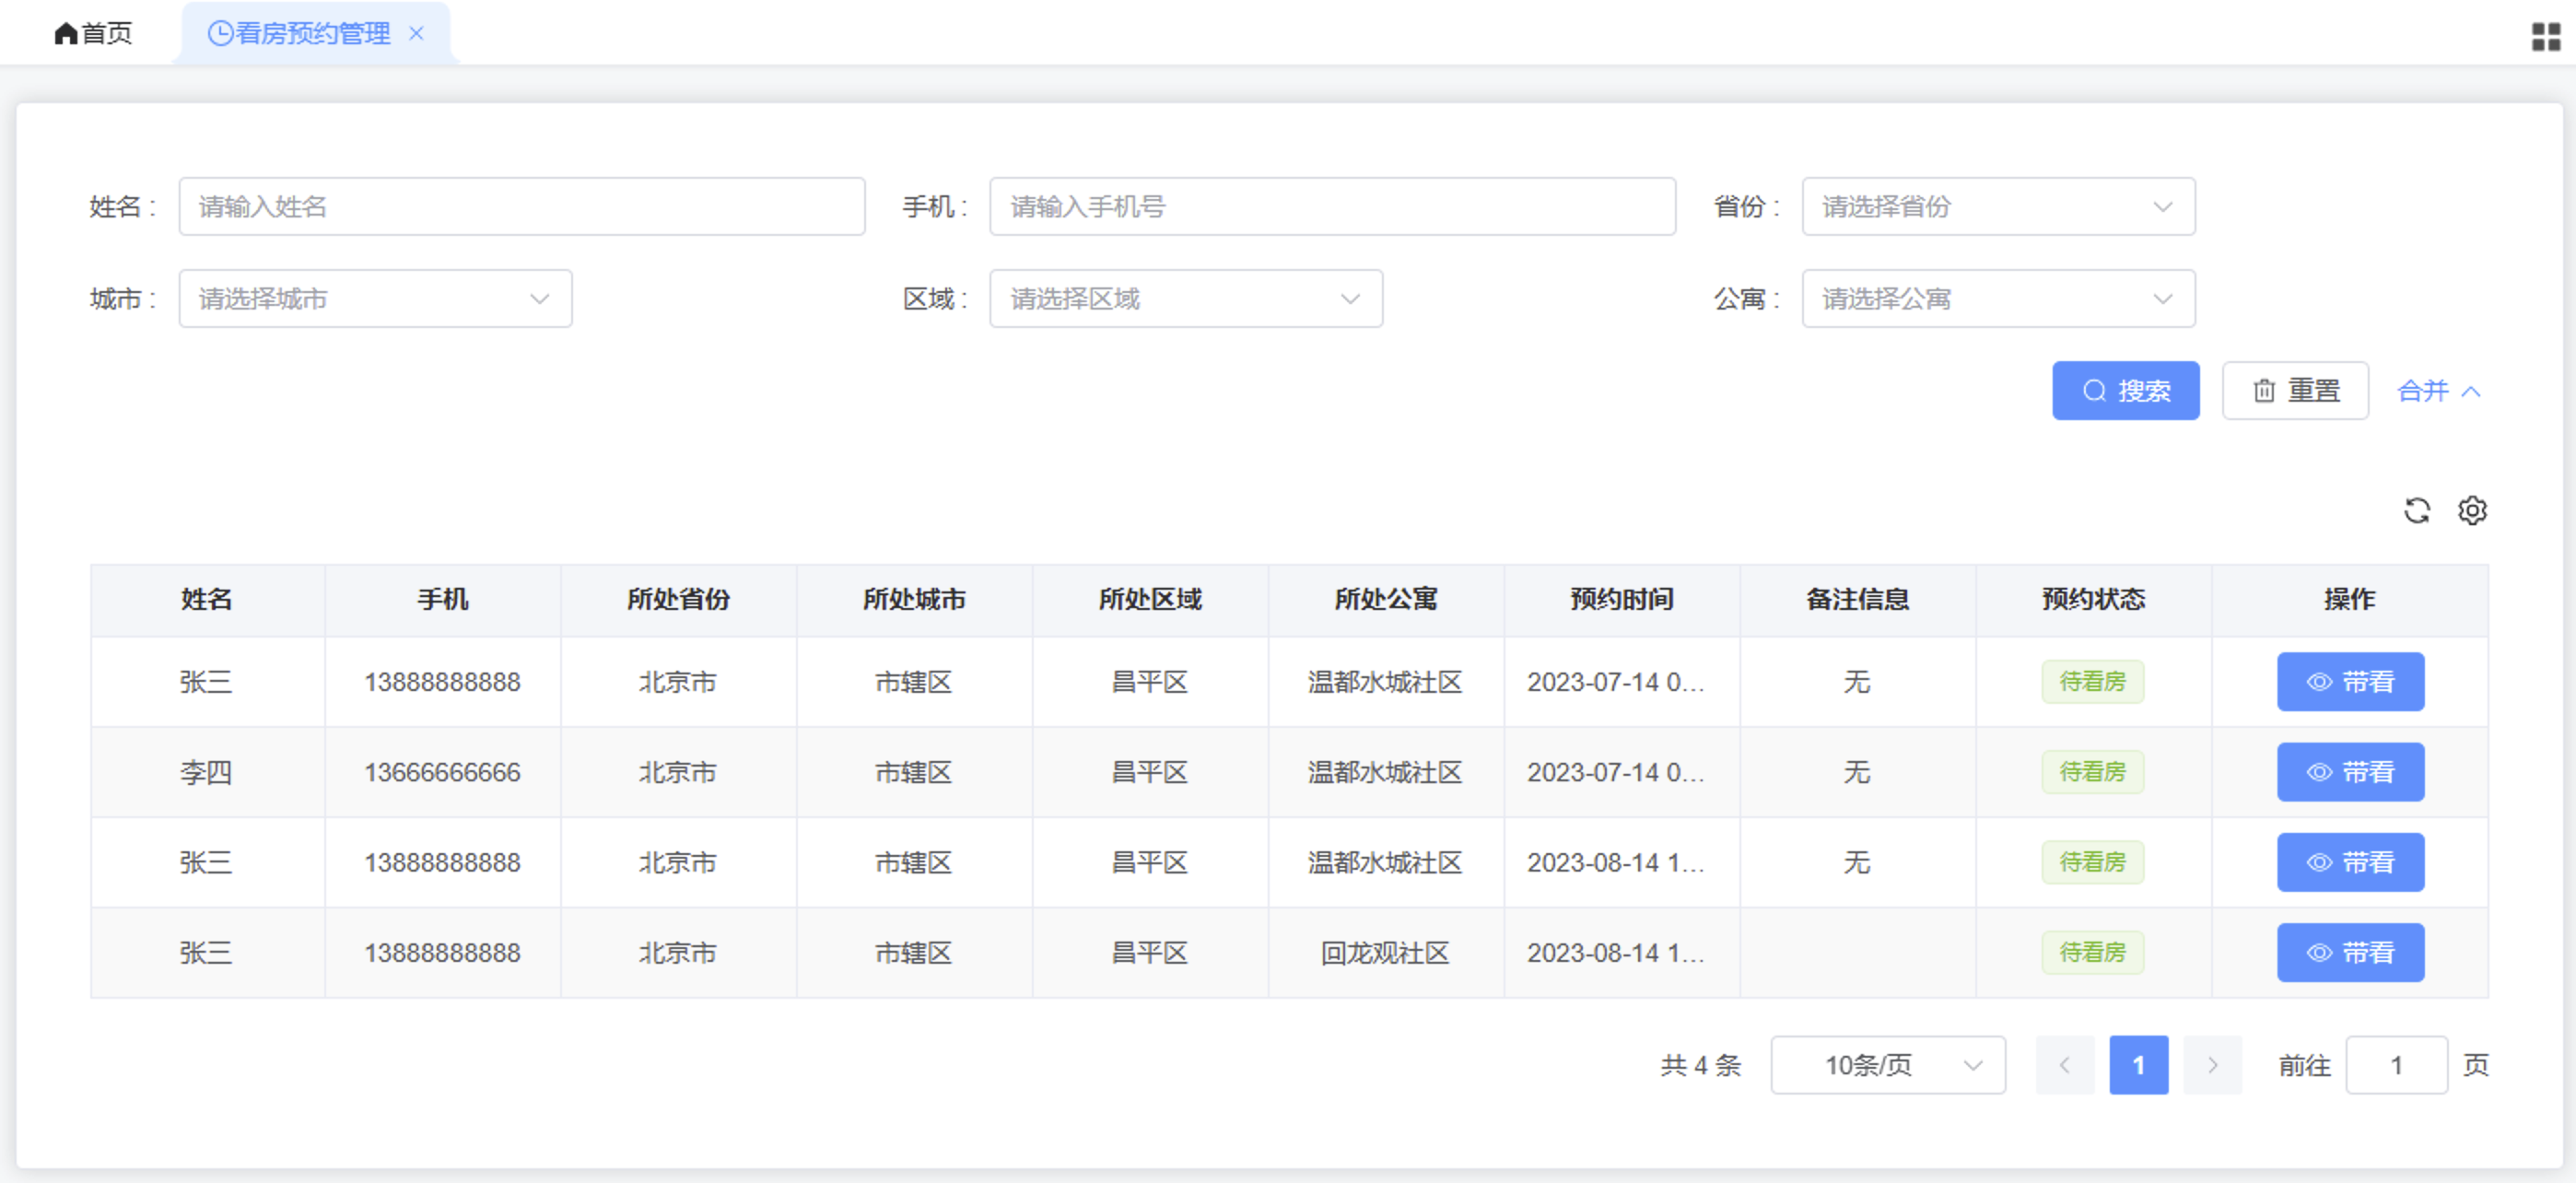 首页 看房预约管理
姓名： 请输入姓名 手机： 请输入手机号 省份： 请选择省份
城市： 请选择城市 区域： 请选择区域 公寓： 请选择公寓
搜索 重置 合并
姓名 手机 所处省份 所处城市 所处区域 所处公寓 预约时间 备注信息 预约状态 操作
张三 13888888888 北京市 市辖区 昌平区 温都水城社区 2023-07-14 0... 无 待看房 带看
李四 13666666666 北京市 市辖区 昌平区 温都水城社区 2023-07-14 0... 无 待看房 带看
张三 13888888888 北京市 市辖区 昌平区 温都水城社区 2023-08-14 1... 无 待看房 带看
张三 13888888888 北京市 市辖区 昌平区 回龙观社区 2023-08-14 1... 待看房 带看
共 4 条 10条/页 1 前往 1 页